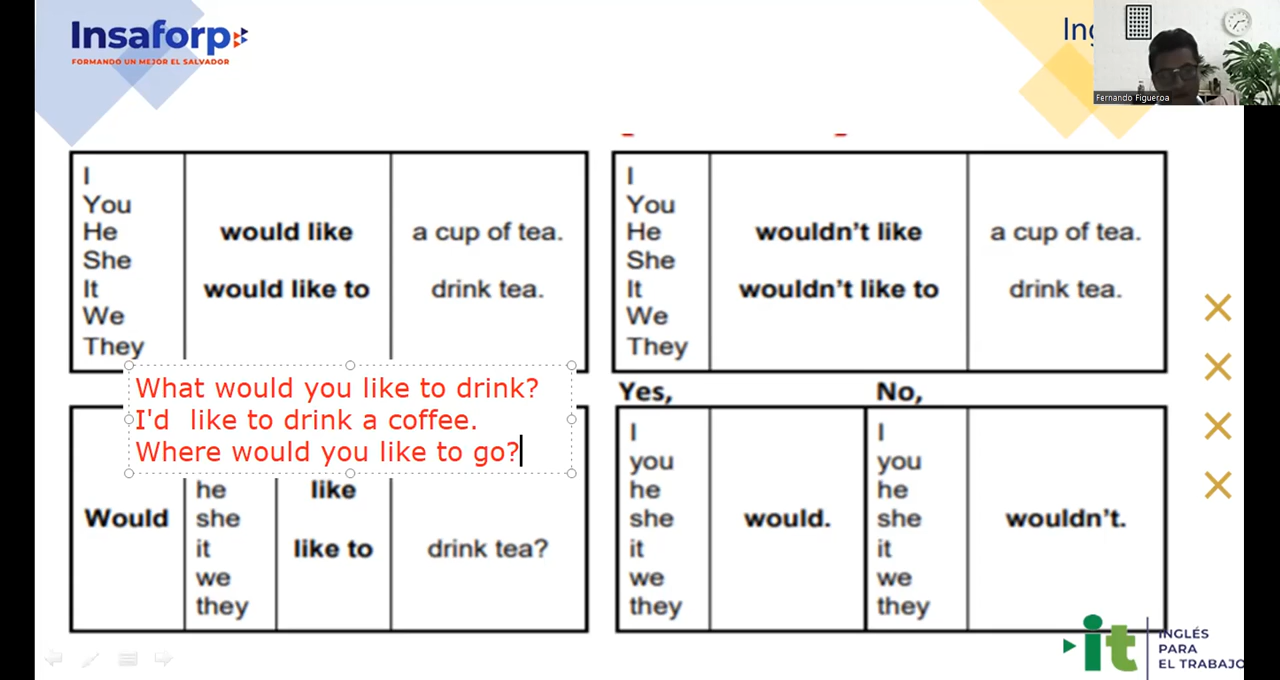 Insaforp
FORMANDO UN MEJOR EL SALVADOR
Fernando Figueroa
I
You
He
She
It
We
They
would like
would like to
a cup of tea.
drink tea.
I
You
He
She
It
We
They
wouldn't like
wouldn't like to
a cup of tea.
drink tea.
What would you like to drink?
I'd like to drink a coffee.
Where would you like to go?
Would
he
she
it
we
they
like
like to
drink tea?
Yes,
No,
I
you
he
she
it
we
they
would.
I
you
he
she
it
we
they
wouldn't.
it
INGLÉS
PARA
EL TRABAJO